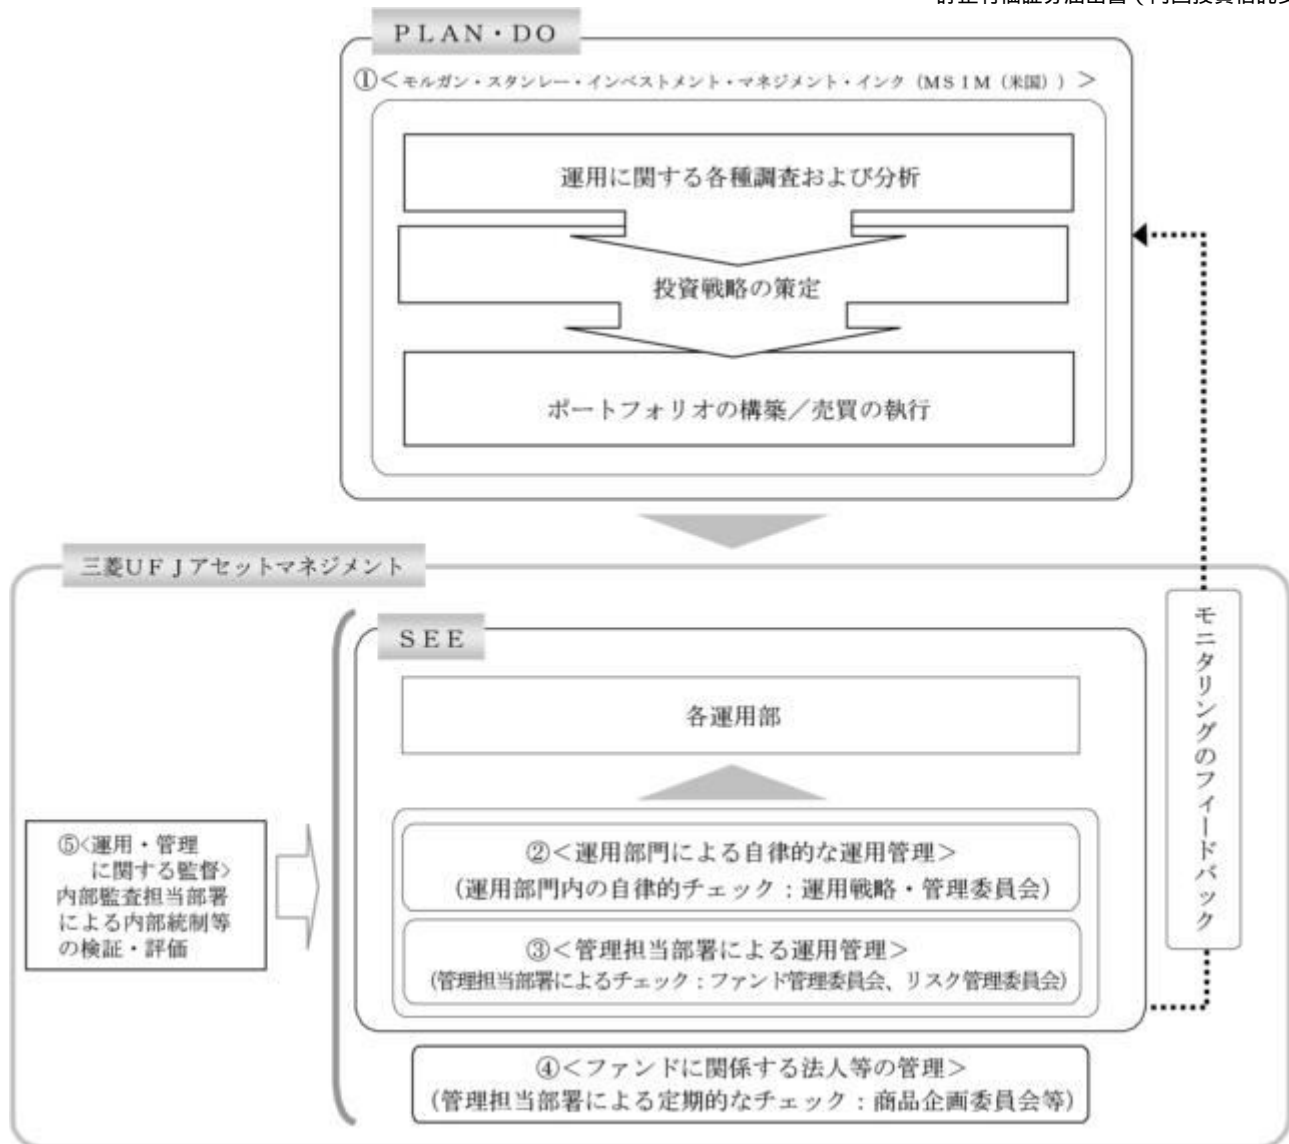 ＰＬＡＮ・ＤＯ
①＜モルガン・スタンレー・インベストメント・マネジメント・インク（ＭＳＩＭ（米国））＞
運用に関する各種調査および分析
投資戦略の策定
ポートフォリオの構築／売買の執行
三菱ＵＦＪアセットマネジメント
ＳＥＥ
各運用部
②＜運用部門による自律的な運用管理＞
（運用部門内の自律的チェック：運用戦略・管理委員会）
③＜管理担当部署による運用管理＞
（管理担当部署によるチェック：ファンド管理委員会、リスク管理委員会）
④＜ファンドに関係する法人等の管理＞
（管理担当部署による定期的なチェック：商品企画委員会等）
⑤＜運用・管理
に関する監督＞
内部監査担当部署
による内部統制等
の検証・評価
モニタリングのフィードバック